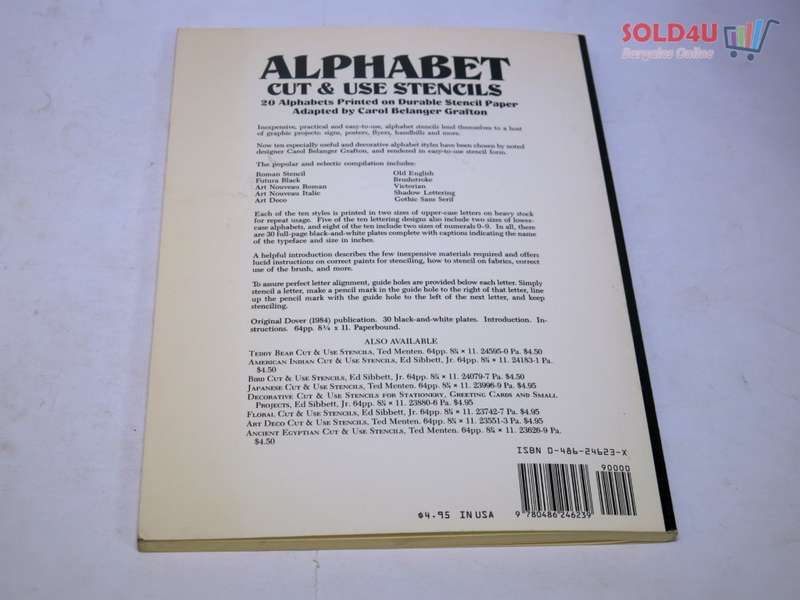 SOLD4U
Bargains Online
ALPHABET
CUT & USE STENCILS
20 Alphabets Printed on Durable Stencil Paper
Adapted by Carol Belanger Grafton
Inexpensive, practical and easy-to-use, alphabet stencils lend themselves to a host
of graphic projects: signs, posters, flyers, handbills and more.
Now ten especially useful and decorative alphabet styles have been chosen by noted
designer Carol Belanger Grafton, and rendered in easy-to-use stencil form.
The popular and eclectic compilation includes:
Roman Stencil Old English
Futura Black Brushstroke
Art Nouveau Roman Victorian
Art Nouveau Italic Shadow Lettering
Art Deco Gothic Sans Serif
Each of the ten styles is printed in two sizes of upper-case letters on heavy stock
for repeat usage. Five of the ten lettering designs also include two sizes of lower-
case alphabets, and eight of the ten include two sizes of numerals 0–9. In all, there
are 30 full-page black-and-white plates complete with captions indicating the name
of the typeface and size in inches.
A helpful introduction describes the few inexpensive materials required and offers
lucid instructions on correct paints for stenciling, how to stencil on fabrics, correct
use of the brush, and more.
To assure perfect letter alignment, guide holes are provided below each letter. Simply
stencil a letter, make a pencil mark in the guide hole to the right of that letter, line
up the pencil mark with the guide hole to the left of the next letter, and keep
stenciling.
Original Dover (1984) publication. 30 black-and-white plates. Introduction. In-
structions. 64pp. 8¼ x 11. Paperbound.
ALSO AVAILABLE
TEDDY BEAR CUT & USE STENCILS, Ted Menten. 64pp. 8¼ × 11. 24595-0 Pa. $4.50
AMERICAN INDIAN CUT & USE STENCILS, Ed Sibbett, Jr. 64pp. 8¼ × 11. 24183-1 Pa.
$4.50
BIRD CUT & USE STENCILS, Ed Sibbett, Jr. 64pp. 8¼ × 11. 24079-7 Pa. $4.50
JAPANESE CUT & USE STENCILS, Ted Menten. 64pp. 8¼ × 11. 23996-9 Pa. $4.95
DECORATIVE CUT & USE STENCILS FOR STATIONERY, GREETING CARDS AND SMALL
PROJECTS, Ed Sibbett, Jr. 64pp. 8¼ × 11. 23880-6 Pa. $4.95
FLORAL CUT & USE STENCILS, Ed Sibbett, Jr. 64pp. 8¼ × 11. 23742-7 Pa. $4.95
ART DECO CUT & USE STENCILS, Ted Menten. 64pp. 8¼ × 11. 23551-3 Pa. $4.95
ANCIENT EGYPTIAN CUT & USE STENCILS, Ted Menten. 64pp. 8¼ × 11. 23626-9 Pa.
$4.50
ISBN 0-486-24623-X
90000
$4.95 IN USA
9 780486 246239